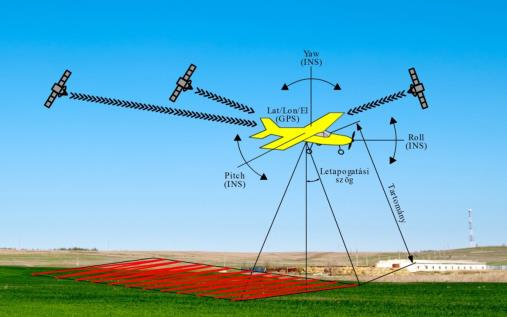 Yaw
(INS)
Lat/Lon/El
(GPS)
Roll
(INS)
Pitch
(INS)
Letapogatási
szög
Tartomány